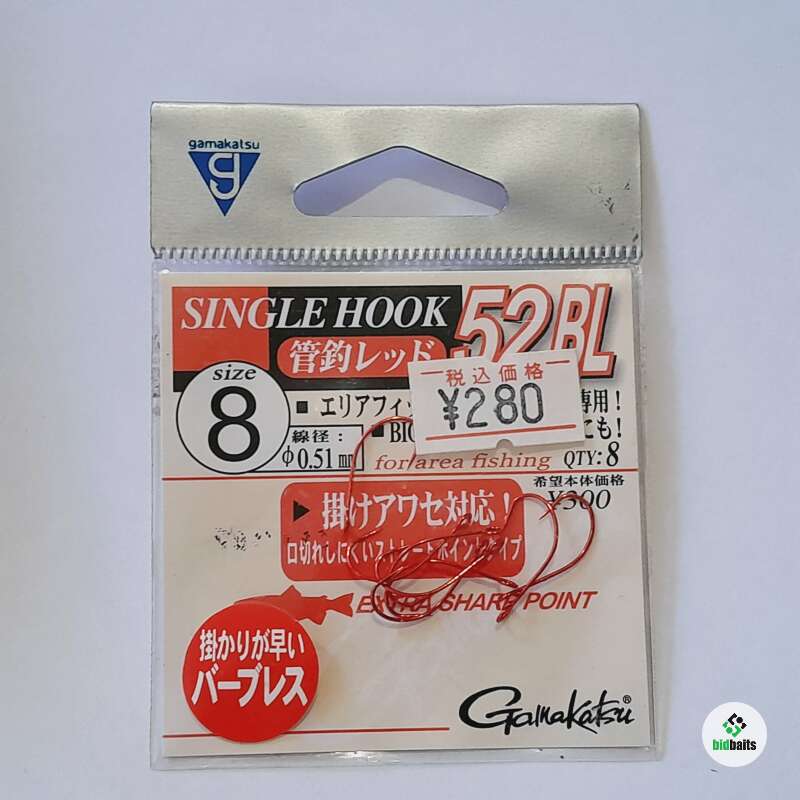 gamakatsu
SINGLE HOOK 52 BL
管釣レッド
size
8
税込価格
¥280
■ エリアフィッ 専用!
線径:
φ0.51mm
■ BIG にも!
for area fishing QTY:8
希望本体価格
¥300
▶ 掛けアワセ対応!
口切れしにくいストレートポイントタイプ
EXTRA SHARP POINT
掛かりが早い
バーブレス
Gamakatsu®
bidbaits